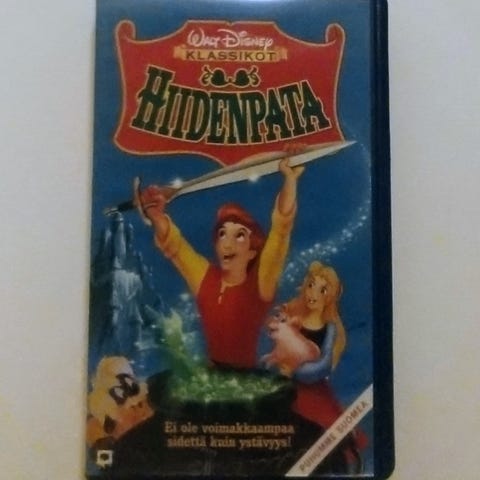 Walt Disney
KLASSIKOT
HIIDENPATA
Ei ole voimakkaampaa
sidettä kuin ystävyys!
PUHUMME SUOMEA